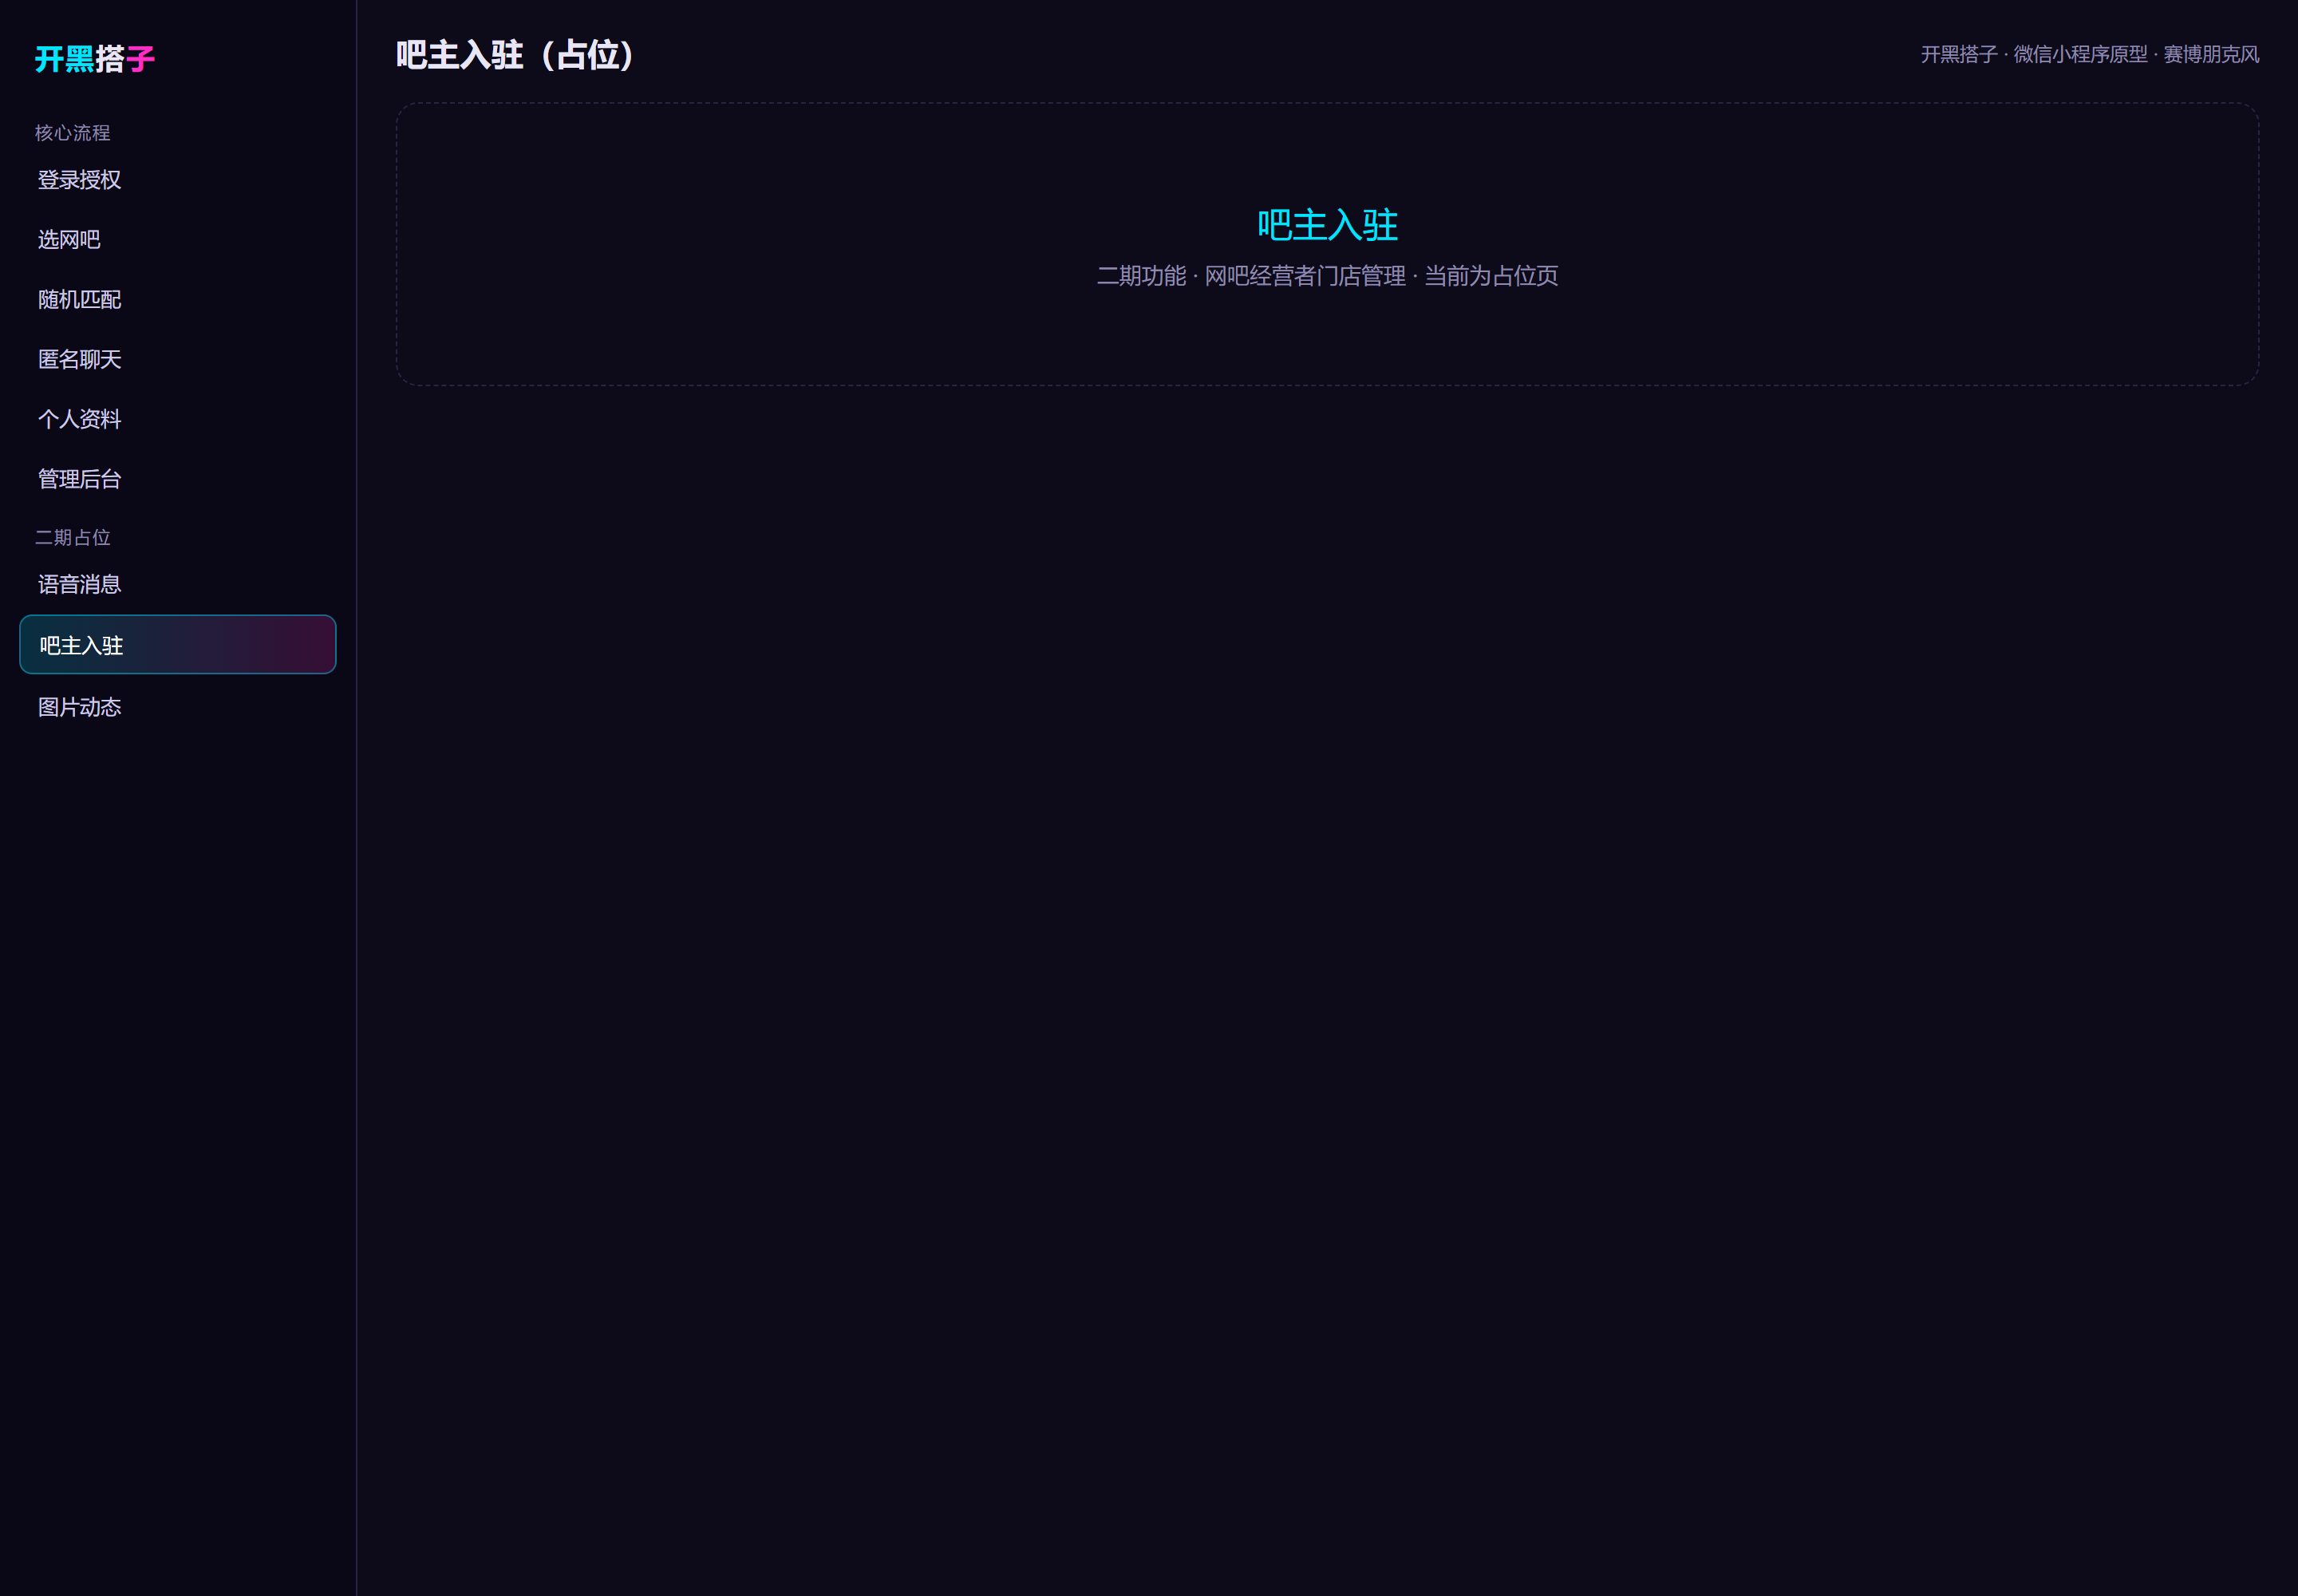 开黑搭子
核心流程
登录授权
选网吧
随机匹配
匿名聊天
个人资料
管理后台
二期占位
语音消息
吧主入驻
图片动态
吧主入驻（占位）
开黑搭子 · 微信小程序原型 · 赛博朋克风
吧主入驻
二期功能 · 网吧经营者门店管理 · 当前为占位页